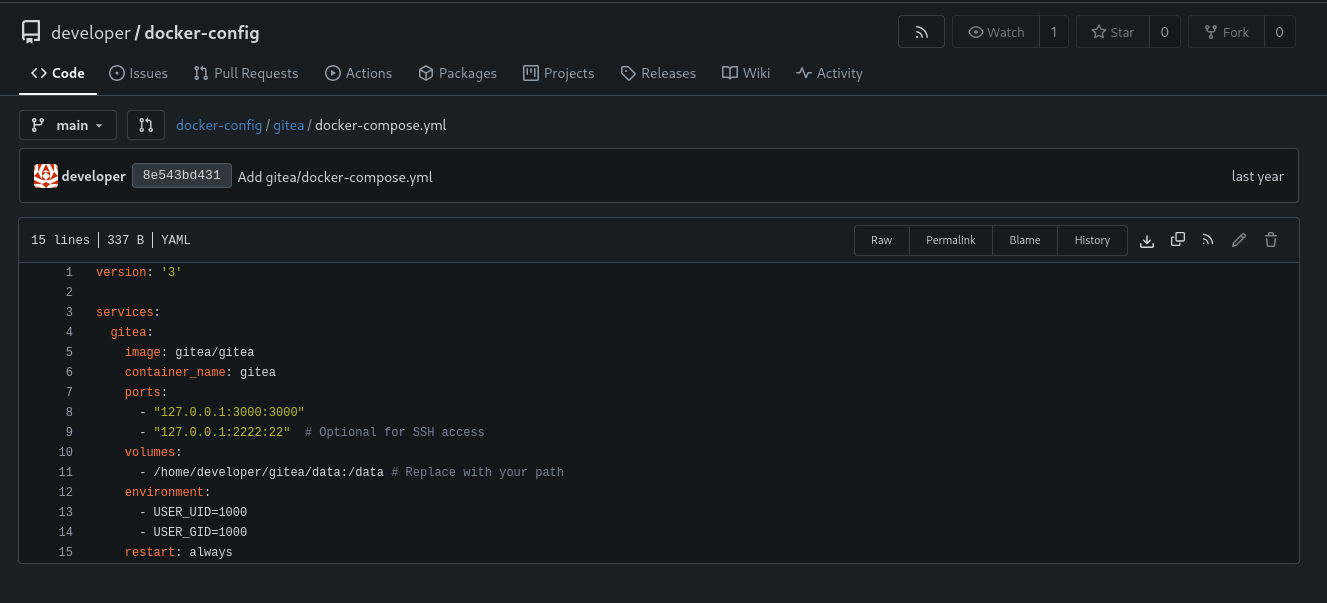 developer / docker-config
Watch 1
Star 0
Fork 0
Code Issues Pull Requests Actions Packages Projects Releases Wiki Activity
main docker-config / gitea / docker-compose.yml
developer 8e543bd431 Add gitea/docker-compose.yml last year
15 lines 337 B YAML Raw Permalink Blame History
1 version: '3'
2
3 services:
4   gitea:
5     image: gitea/gitea
6     container_name: gitea
7     ports:
8       - "127.0.0.1:3000:3000"
9       - "127.0.0.1:2222:22"  # Optional for SSH access
10     volumes:
11       - /home/developer/gitea/data:/data # Replace with your path
12     environment:
13       - USER_UID=1000
14       - USER_GID=1000
15     restart: always